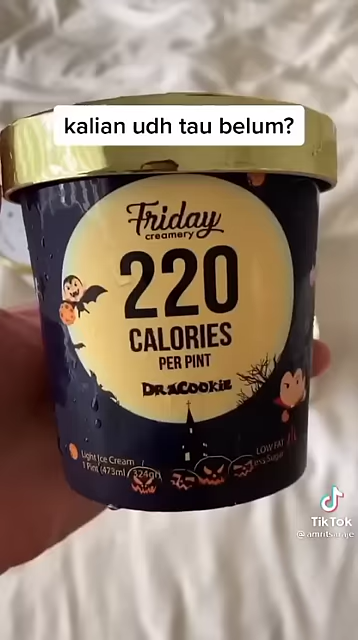 kalian udh tau belum?
Friday
creamery
220
CALORIES
PER PINT
DRACOOKIE
Light Ice Cream
1 Pint (473ml)
LOW FAT
Sugar
TikTok